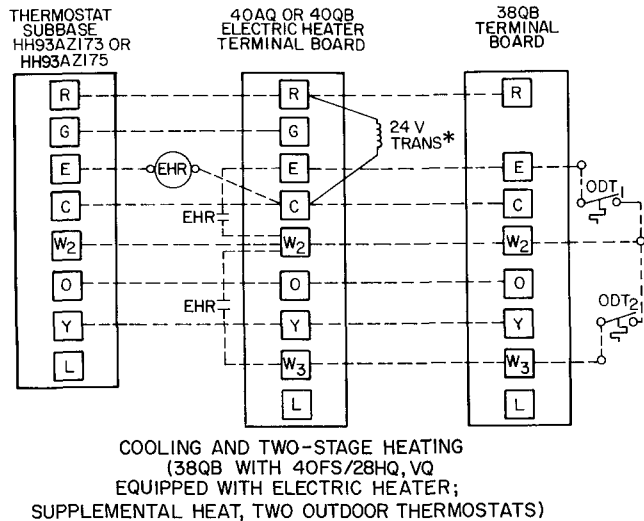 THERMOSTAT
SUBBASE
HH93AZ173 OR
HH93AZ175
40AQ OR 40QB
ELECTRIC HEATER
TERMINAL BOARD
38QB
TERMINAL
BOARD
R
R
R
G
G
24 V
TRANS*
E
EHR
E
E
ODT1
C
C
C
EHR
W2
W2
W2
O
O
O
EHR
ODT2
Y
Y
Y
L
W3
W3
L
L
COOLING AND TWO-STAGE HEATING
(38QB WITH 40FS/28HQ, VQ
EQUIPPED WITH ELECTRIC HEATER;
SUPPLEMENTAL HEAT, TWO OUTDOOR THERMOSTATS)